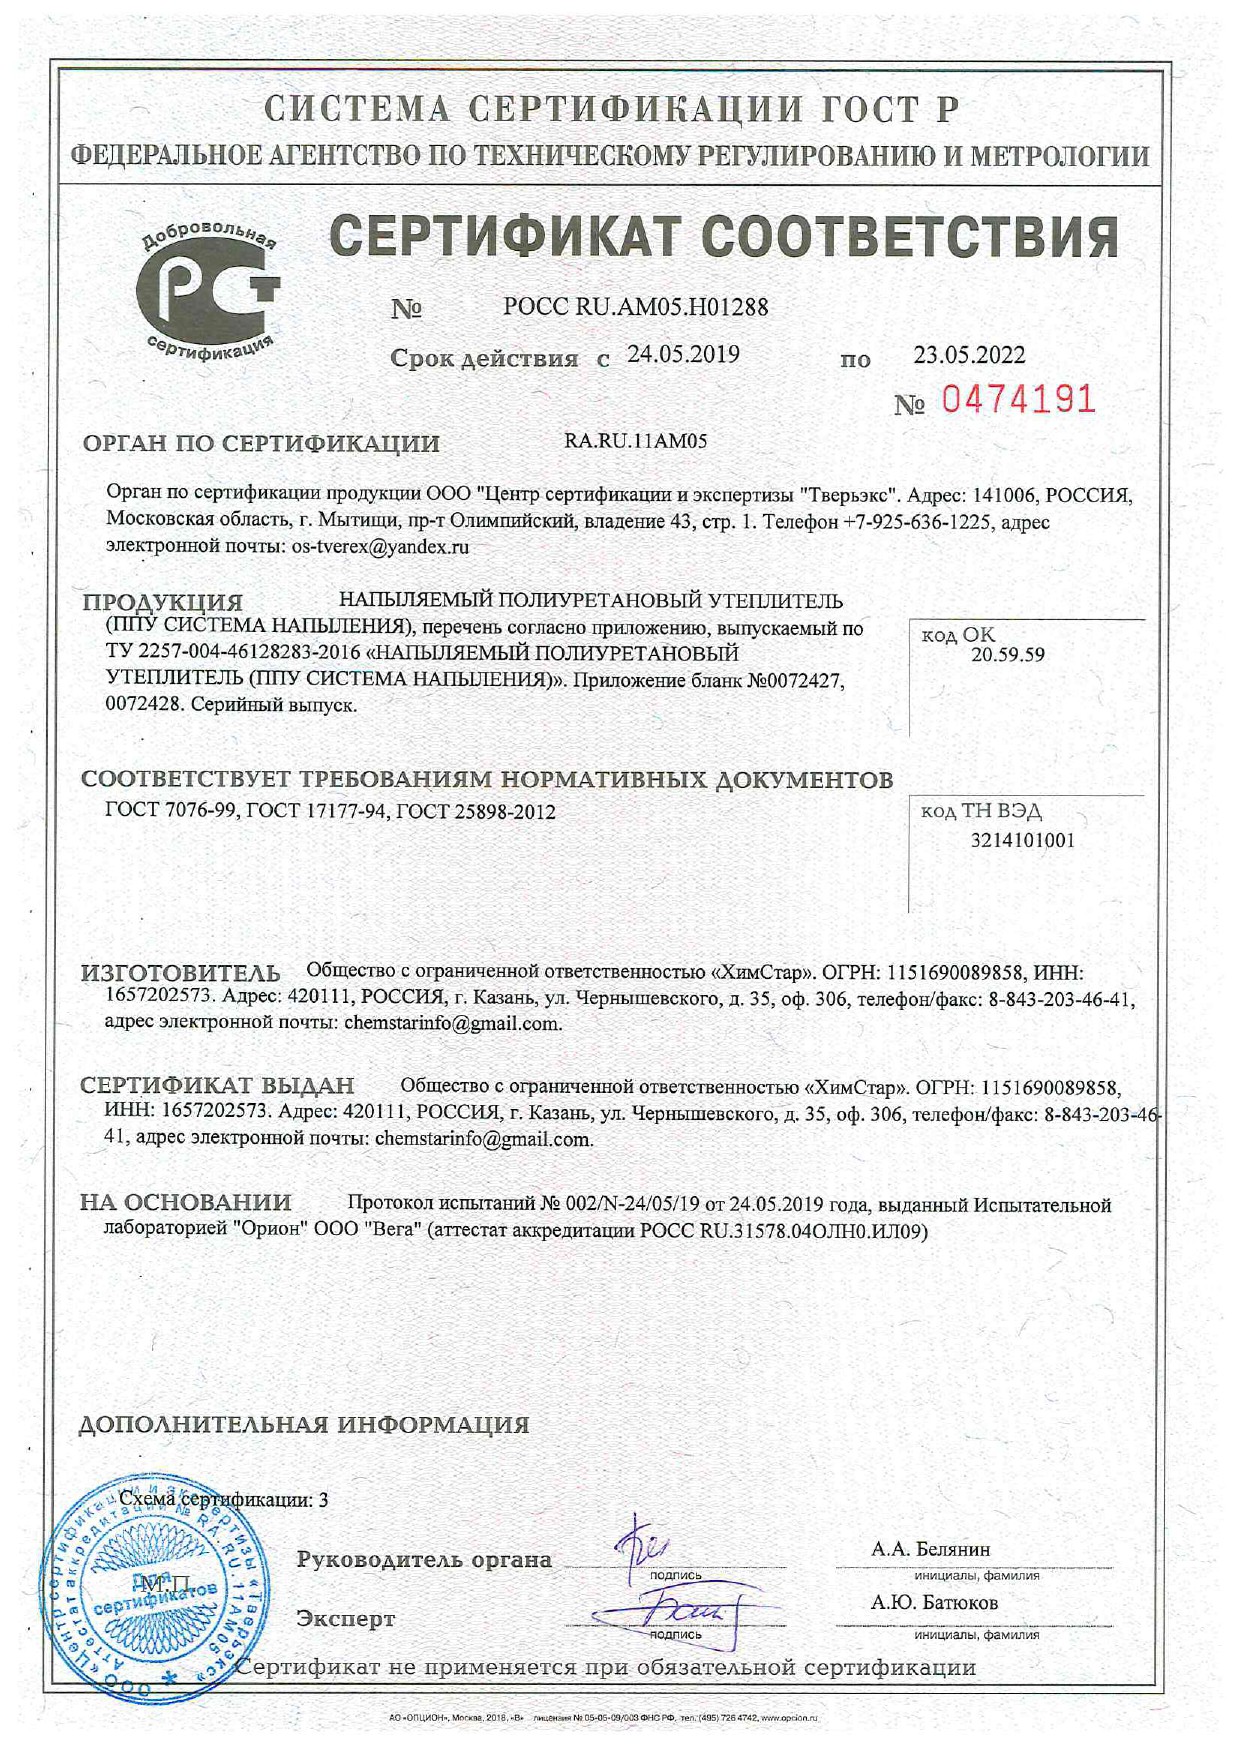 СИСТЕМА СЕРТИФИКАЦИИ ГОСТ Р
ФЕДЕРАЛЬНОЕ АГЕНТСТВО ПО ТЕХНИЧЕСКОМУ РЕГУЛИРОВАНИЮ И МЕТРОЛОГИИ
Добровольная
РСТ
сертификация
СЕРТИФИКАТ СООТВЕТСТВИЯ
№ РОСС RU.АМ05.Н01288
Срок действия с 24.05.2019 по 23.05.2022
№ 0474191
ОРГАН ПО СЕРТИФИКАЦИИ RA.RU.11АМ05
Орган по сертификации продукции ООО "Центр сертификации и экспертизы "Тверьэкс". Адрес: 141006, РОССИЯ,
Московская область, г. Мытищи, пр-т Олимпийский, владение 43, стр. 1. Телефон +7-925-636-1225, адрес
электронной почты: os-tverex@yandex.ru
ПРОДУКЦИЯ НАПЫЛЯЕМЫЙ ПОЛИУРЕТАНОВЫЙ УТЕПЛИТЕЛЬ
(ППУ СИСТЕМА НАПЫЛЕНИЯ), перечень согласно приложению, выпускаемый по
ТУ 2257-004-46128283-2016 «НАПЫЛЯЕМЫЙ ПОЛИУРЕТАНОВЫЙ
УТЕПЛИТЕЛЬ (ППУ СИСТЕМА НАПЫЛЕНИЯ)». Приложение бланк №0072427,
0072428. Серийный выпуск.
код ОК
20.59.59
СООТВЕТСТВУЕТ ТРЕБОВАНИЯМ НОРМАТИВНЫХ ДОКУМЕНТОВ
ГОСТ 7076-99, ГОСТ 17177-94, ГОСТ 25898-2012
код ТН ВЭД
3214101001
ИЗГОТОВИТЕЛЬ Общество с ограниченной ответственностью «ХимСтар». ОГРН: 1151690089858, ИНН:
1657202573. Адрес: 420111, РОССИЯ, г. Казань, ул. Чернышевского, д. 35, оф. 306, телефон/факс: 8-843-203-46-41,
адрес электронной почты: chemstarinfo@gmail.com.
СЕРТИФИКАТ ВЫДАН Общество с ограниченной ответственностью «ХимСтар». ОГРН: 1151690089858,
ИНН: 1657202573. Адрес: 420111, РОССИЯ, г. Казань, ул. Чернышевского, д. 35, оф. 306, телефон/факс: 8-843-203-46-
41, адрес электронной почты: chemstarinfo@gmail.com.
НА ОСНОВАНИИ Протокол испытаний № 002/N-24/05/19 от 24.05.2019 года, выданный Испытательной
лабораторией "Орион" ООО "Вега" (аттестат аккредитации РОСС RU.31578.04ОЛН0.ИЛ09)
ДОПОЛНИТЕЛЬНАЯ ИНФОРМАЦИЯ
Схема сертификации: 3
ООО «Центр сертификации и экспертизы «Тверьэкс»
Аттестат аккредитации № RA.RU.11АМ05
Для
сертификатов
М.П.
Руководитель органа
подпись
А.А. Белянин
инициалы, фамилия
Эксперт
подпись
А.Ю. Батюков
инициалы, фамилия
Сертификат не применяется при обязательной сертификации
АО «ОПЦИОН», Москва, 2018, «В» лицензия № 05-05-09/003 ФНС РФ, тел. (495) 726 4742, www.opcion.ru